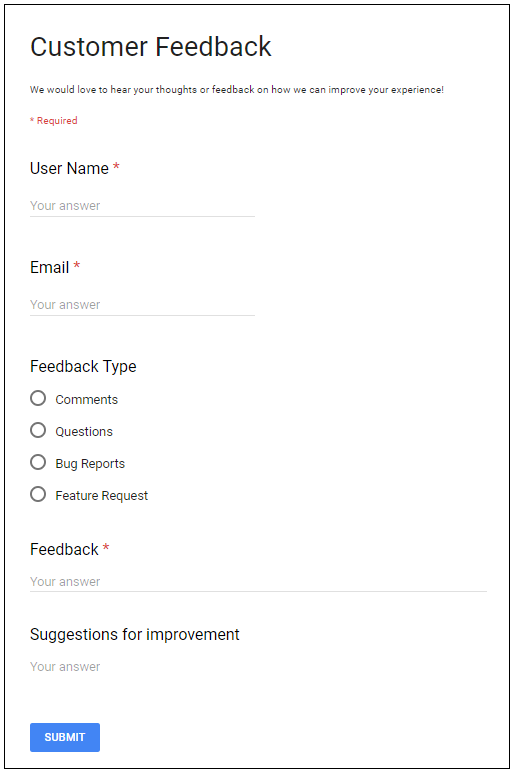 Customer Feedback
We would love to hear your thoughts or feedback on how we can improve your experience!
* Required
User Name *
Your answer
Email *
Your answer
Feedback Type
Comments
Questions
Bug Reports
Feature Request
Feedback *
Your answer
Suggestions for improvement
Your answer
SUBMIT